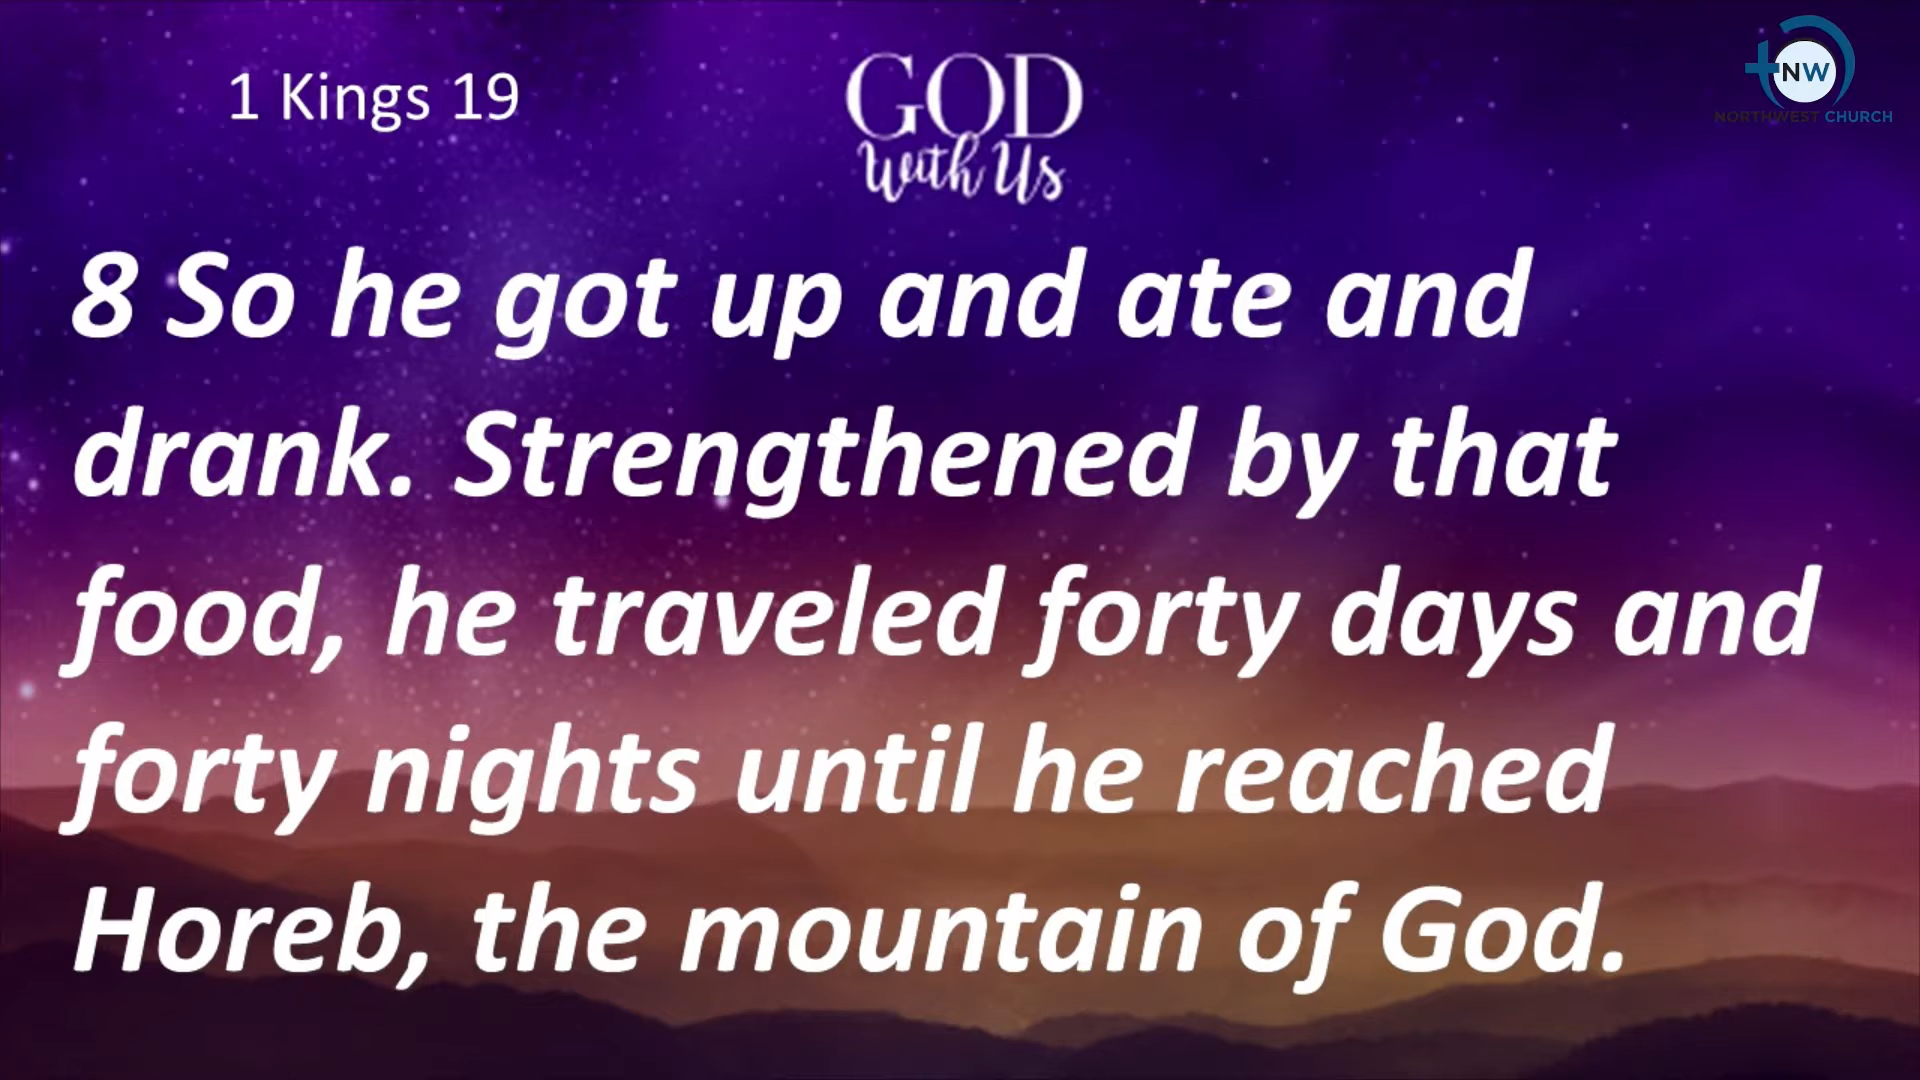 1 Kings 19
GOD
With Us
NW
NORTHWEST CHURCH
8 So he got up and ate and
drank. Strengthened by that
food, he traveled forty days and
forty nights until he reached
Horeb, the mountain of God.